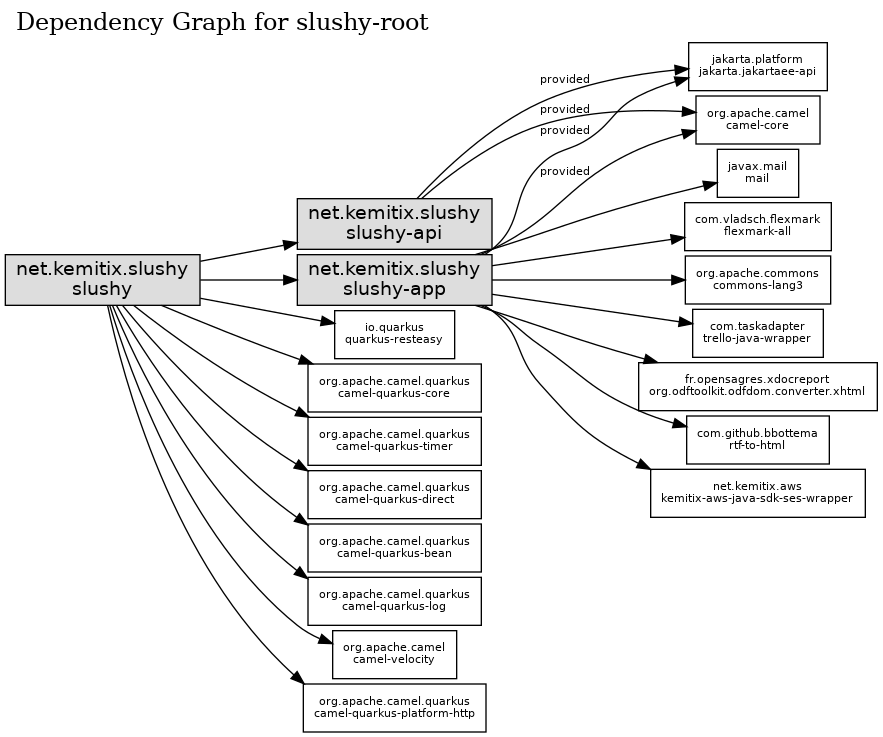 Dependency Graph for slushy-root
net.kemitix.slushy
slushy
net.kemitix.slushy
slushy-api
net.kemitix.slushy
slushy-app
io.quarkus
quarkus-resteasy
org.apache.camel.quarkus
camel-quarkus-core
org.apache.camel.quarkus
camel-quarkus-timer
org.apache.camel.quarkus
camel-quarkus-direct
org.apache.camel.quarkus
camel-quarkus-bean
org.apache.camel.quarkus
camel-quarkus-log
org.apache.camel
camel-velocity
org.apache.camel.quarkus
camel-quarkus-platform-http
provided
provided
provided
provided
jakarta.platform
jakarta.jakartaee-api
org.apache.camel
camel-core
javax.mail
mail
com.vladsch.flexmark
flexmark-all
org.apache.commons
commons-lang3
com.taskadapter
trello-java-wrapper
fr.opensagres.xdocreport
org.odftoolkit.odfdom.converter.xhtml
com.github.bbottema
rtf-to-html
net.kemitix.aws
kemitix-aws-java-sdk-ses-wrapper